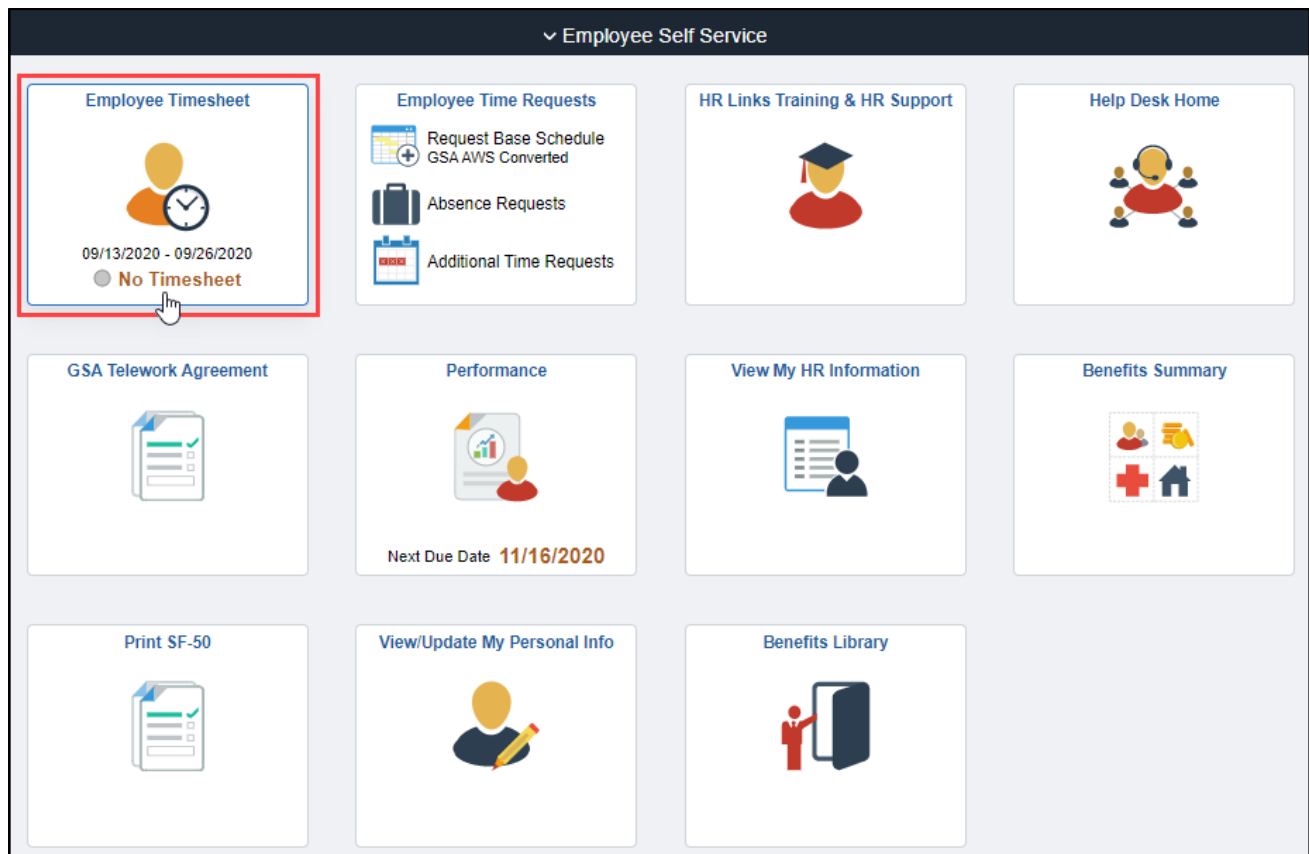 Employee Self Service
Employee Timesheet
09/13/2020 - 09/26/2020
No Timesheet
Employee Time Requests
Request Base Schedule
GSA AWS Converted
Absence Requests
Additional Time Requests
HR Links Training & HR Support
Help Desk Home
GSA Telework Agreement
Performance
Next Due Date 11/16/2020
View My HR Information
Benefits Summary
Print SF-50
View/Update My Personal Info
Benefits Library